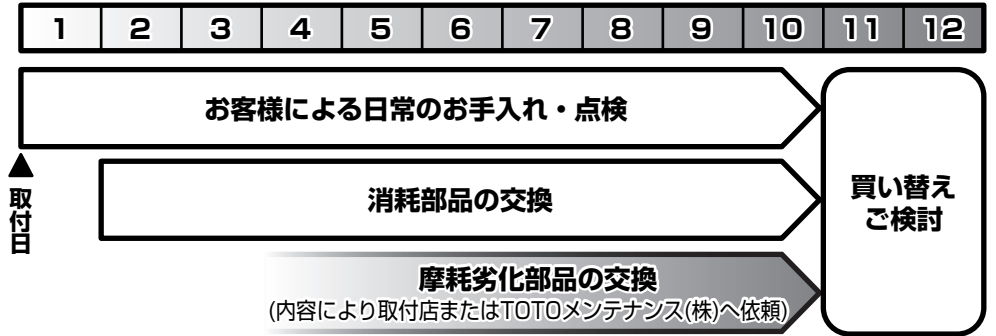 1 2 3 4 5 6 7 8 9 10 11 12
お客様による日常のお手入れ・点検
取付日
消耗部品の交換
買い替え
ご検討
摩耗劣化部品の交換
(内容により取付店またはTOTOメンテナンス(株)へ依頼)